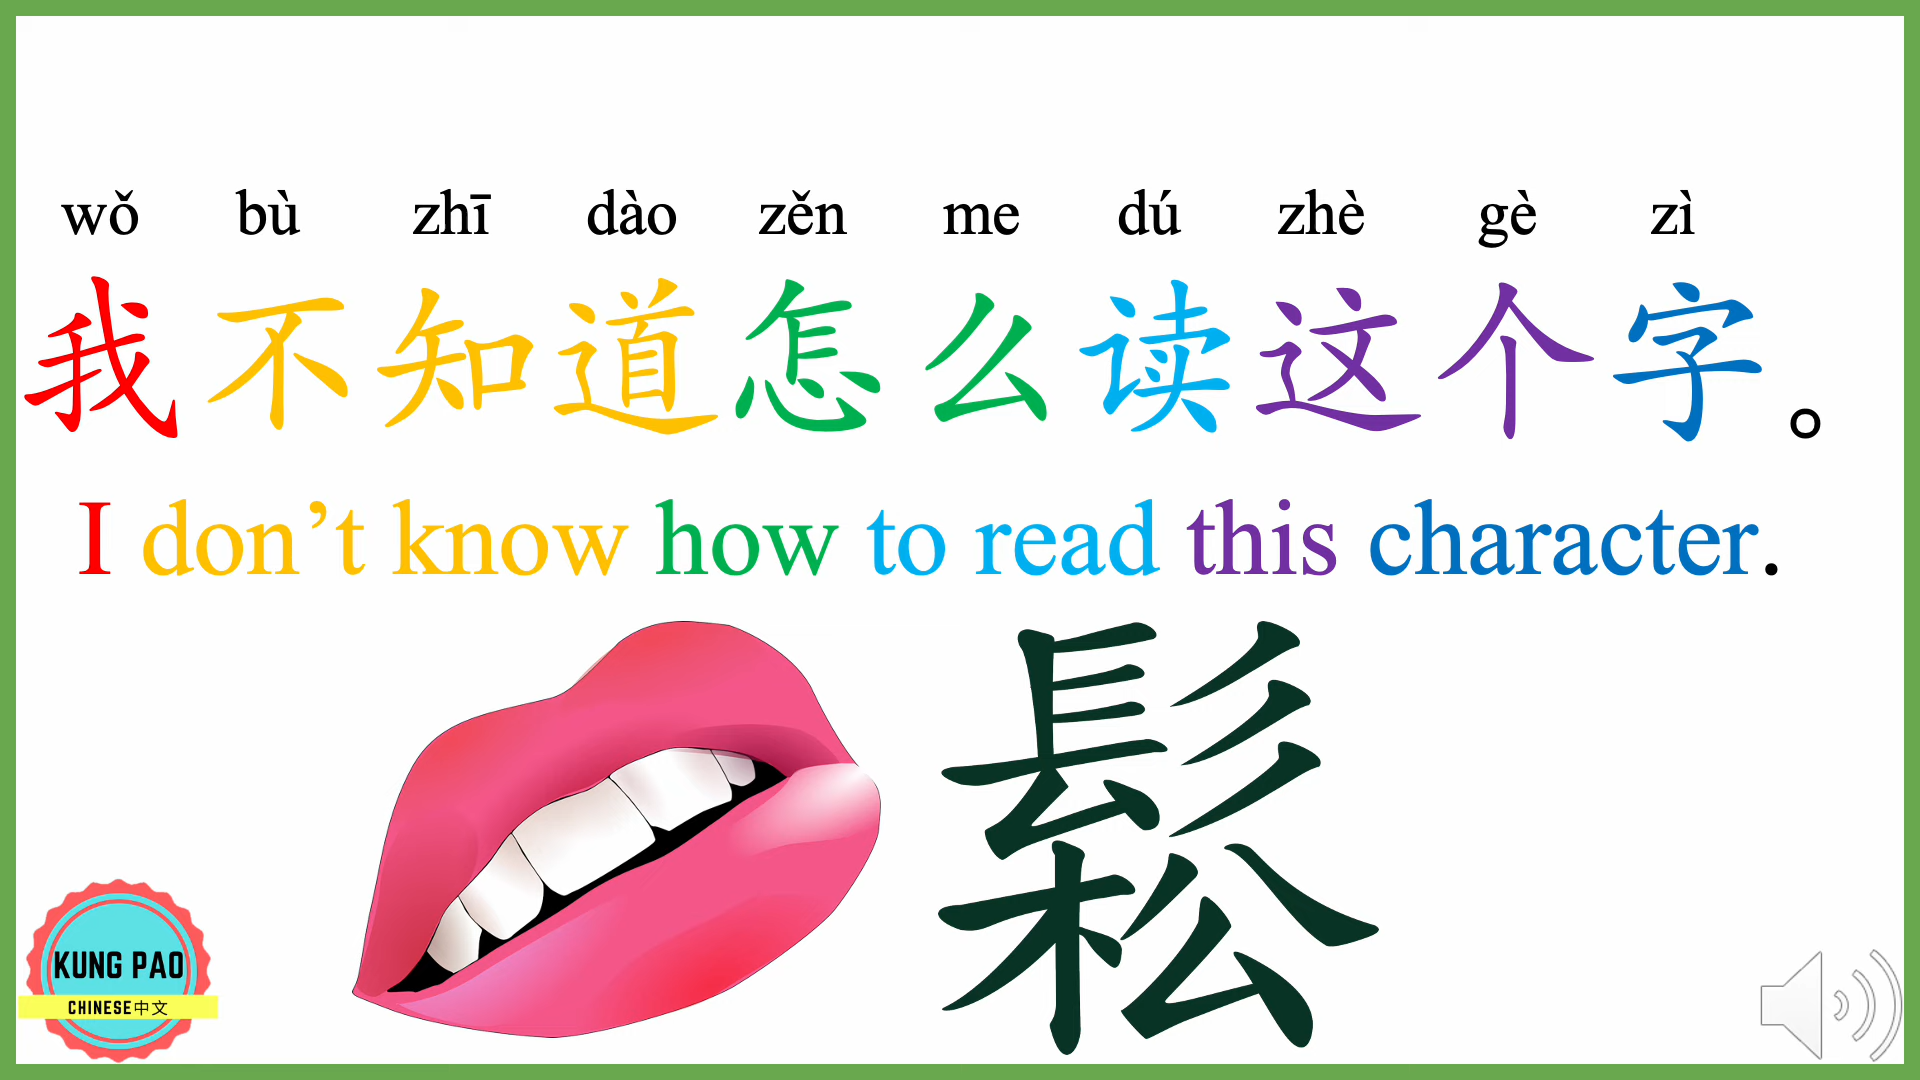 wǒ bù zhī dào zěn me dú zhè gè zì
我不知道怎么读这个字。
I don’t know how to read this character.
鬆
KUNG PAO
CHINESE中文